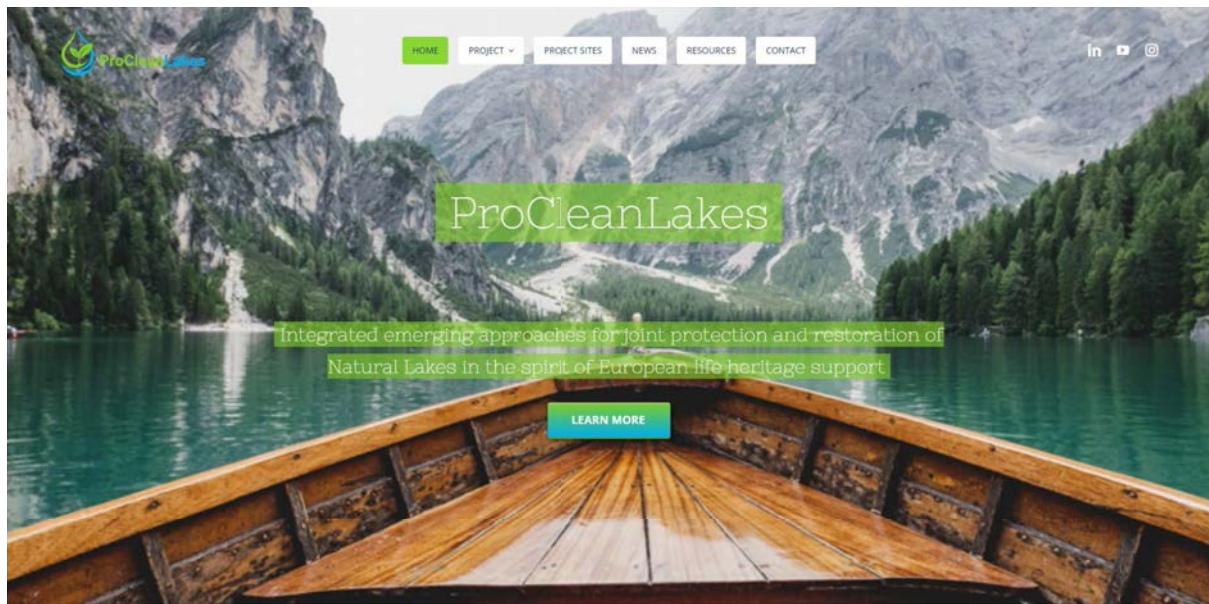 ProCleanLakes
HOME PROJECT PROJECT SITES NEWS RESOURCES CONTACT
in
ProCleanLakes
Integrated emerging approaches for joint protection and restoration of
Natural Lakes in the spirit of European life heritage support
LEARN MORE